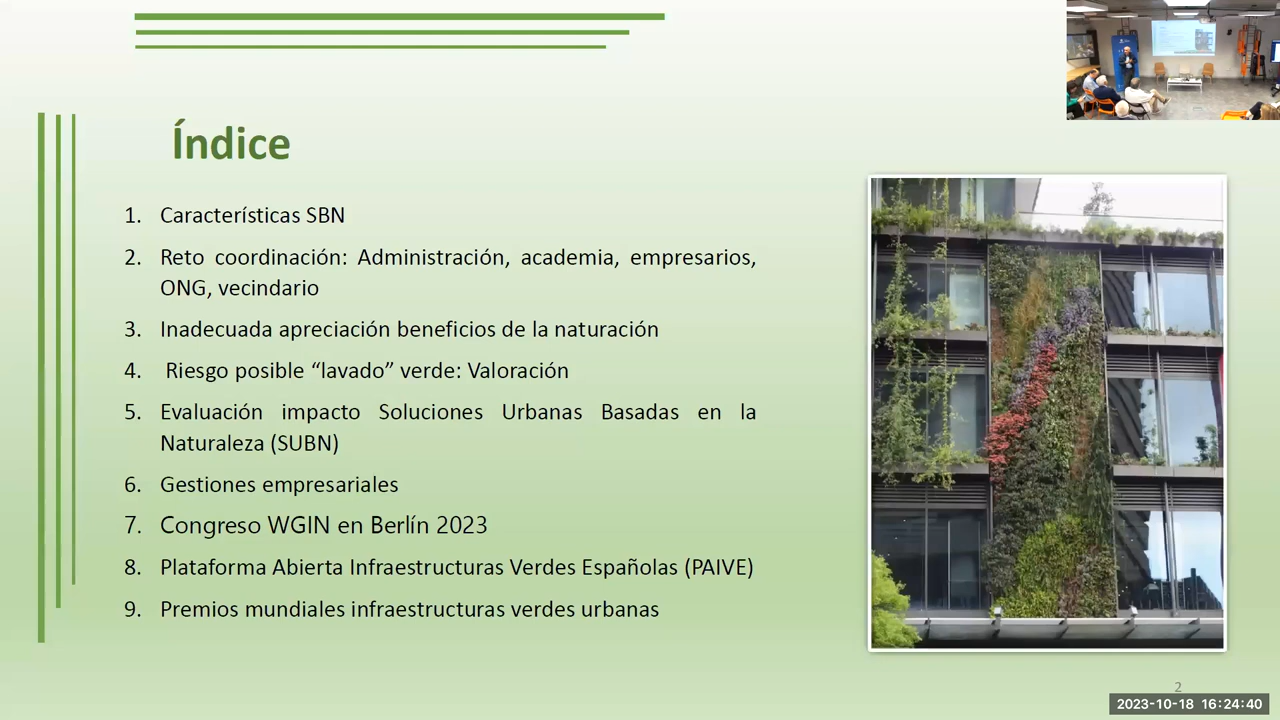 Índice
1. Características SBN
2. Reto coordinación: Administración, academia, empresarios,
ONG, vecindario
3. Inadecuada apreciación beneficios de la naturación
4. Riesgo posible “lavado” verde: Valoración
5. Evaluación impacto Soluciones Urbanas Basadas en la
Naturaleza (SUBN)
6. Gestiones empresariales
7. Congreso WGIN en Berlín 2023
8. Plataforma Abierta Infraestructuras Verdes Españolas (PAIVE)
9. Premios mundiales infraestructuras verdes urbanas
2
2023-10-18 16:24:40